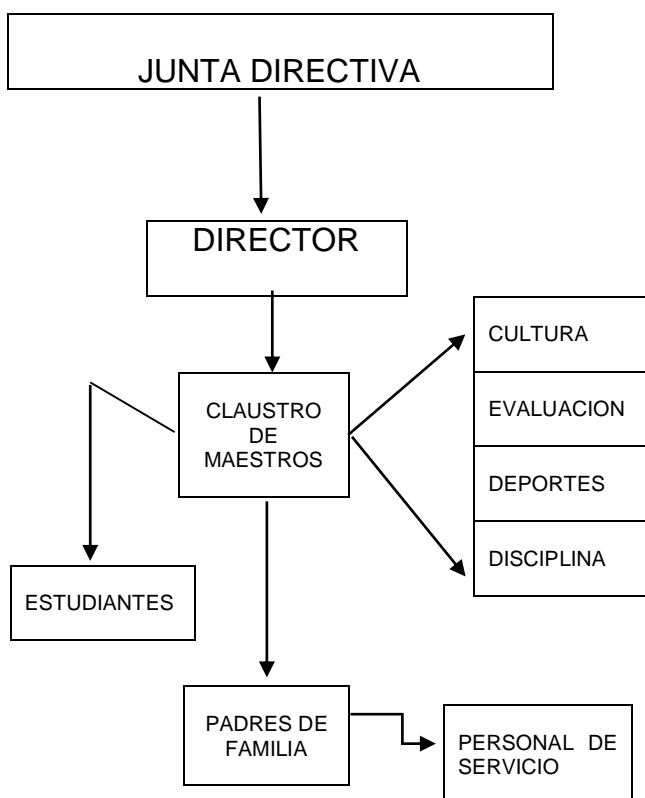 JUNTA DIRECTIVA
DIRECTOR
CULTURA
CLAUSTRO
DE
MAESTROS
EVALUACION
DEPORTES
DISCIPLINA
ESTUDIANTES
PADRES DE
FAMILIA
PERSONAL DE
SERVICIO